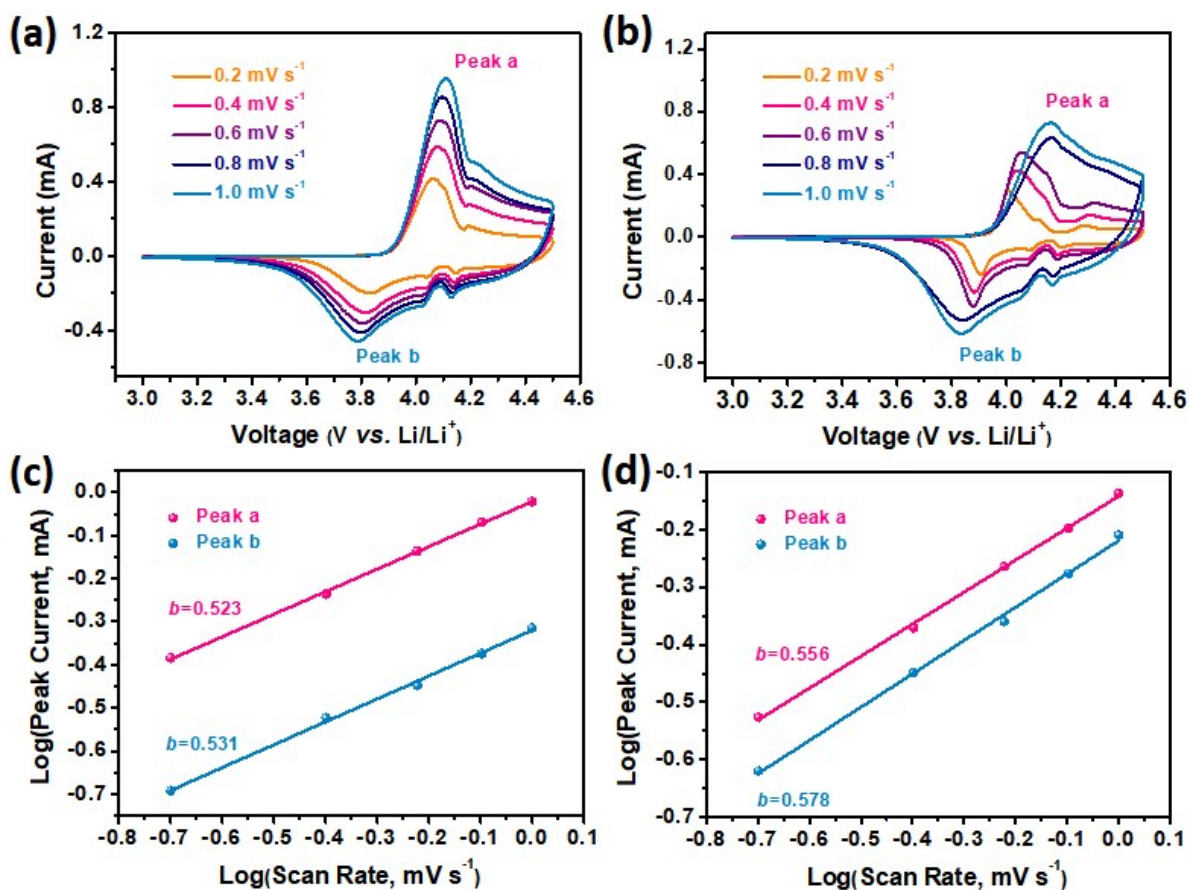 (a)
Current (mA)
1.2
0.8
0.4
0.0
-0.4
0.2 mV s⁻¹
0.4 mV s⁻¹
0.6 mV s⁻¹
0.8 mV s⁻¹
1.0 mV s⁻¹
Peak a
Peak b
3.0 3.2 3.4 3.6 3.8 4.0 4.2 4.4 4.6
Voltage (V vs. Li/Li⁺)
(b)
Current (mA)
1.2
0.8
0.4
0.0
-0.4
-0.8
0.2 mV s⁻¹
0.4 mV s⁻¹
0.6 mV s⁻¹
0.8 mV s⁻¹
1.0 mV s⁻¹
Peak a
Peak b
3.0 3.2 3.4 3.6 3.8 4.0 4.2 4.4 4.6
Voltage (V vs. Li/Li⁺)
(c)
Log(Peak Current, mA)
0.0
-0.1
-0.2
-0.3
-0.4
-0.5
-0.6
-0.7
Peak a
Peak b
b=0.523
b=0.531
-0.8 -0.7 -0.6 -0.5 -0.4 -0.3 -0.2 -0.1 0.0 0.1
Log(Scan Rate, mV s⁻¹)
(d)
Log(Peak Current, mA)
-0.1
-0.2
-0.3
-0.4
-0.5
-0.6
-0.7
Peak a
Peak b
b=0.556
b=0.578
-0.8 -0.7 -0.6 -0.5 -0.4 -0.3 -0.2 -0.1 0.0 0.1
Log(Scan Rate, mV s⁻¹)